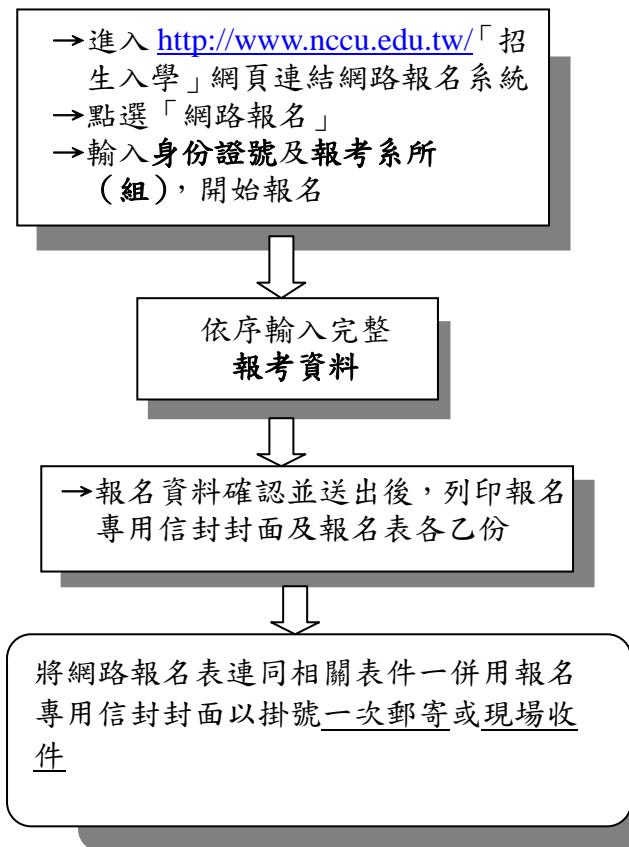 →進入 http://www.nccu.edu.tw/「招
生入學」網頁連結網路報名系統
→點選「網路報名」
→輸入身份證號及報考系所
（組），開始報名
依序輸入完整
報考資料
→報名資料確認並送出後，列印報名
專用信封封面及報名表各乙份
將網路報名表連同相關表件一併用報名
專用信封封面以掛號一次郵寄或現場收
件